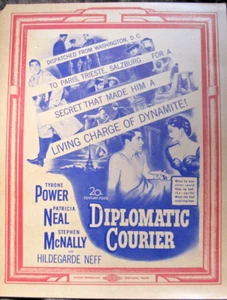 DISPATCHED FROM WASHINGTON, D.C.
TO PARIS, TRIESTE, SALZBURG... FOR A
SECRET THAT MADE HIM A
LIVING CHARGE OF DYNAMITE!
TYRONE
POWER
PATRICIA
NEAL
STEPHEN
McNALLY
AND
HILDEGARDE NEFF
20th
CENTURY-FOX'S
DIPLOMATIC
COURIER